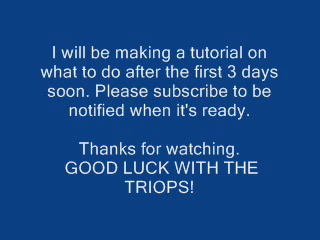 I will be making a tutorial on
what to do after the first 3 days
soon. Please subscribe to be
notified when it's ready.
Thanks for watching.
GOOD LUCK WITH THE
TRIOPS!